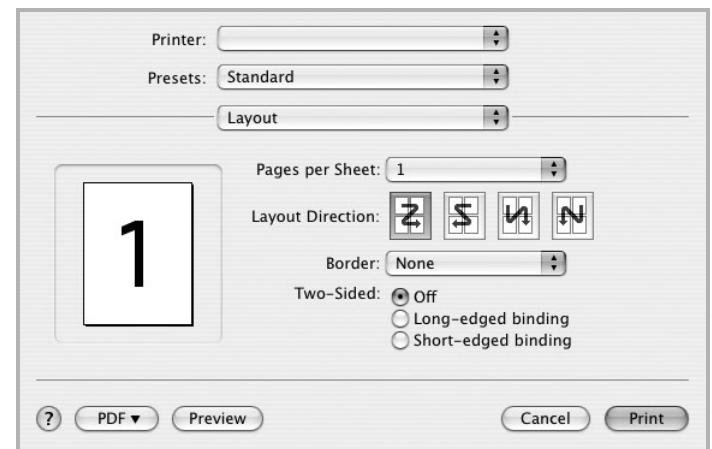 Printer:
Presets: Standard
Layout
Pages per Sheet: 1
Layout Direction:
1
Border: None
Two-Sided: Off
Long-edged binding
Short-edged binding
? PDF▼ Preview Cancel Print